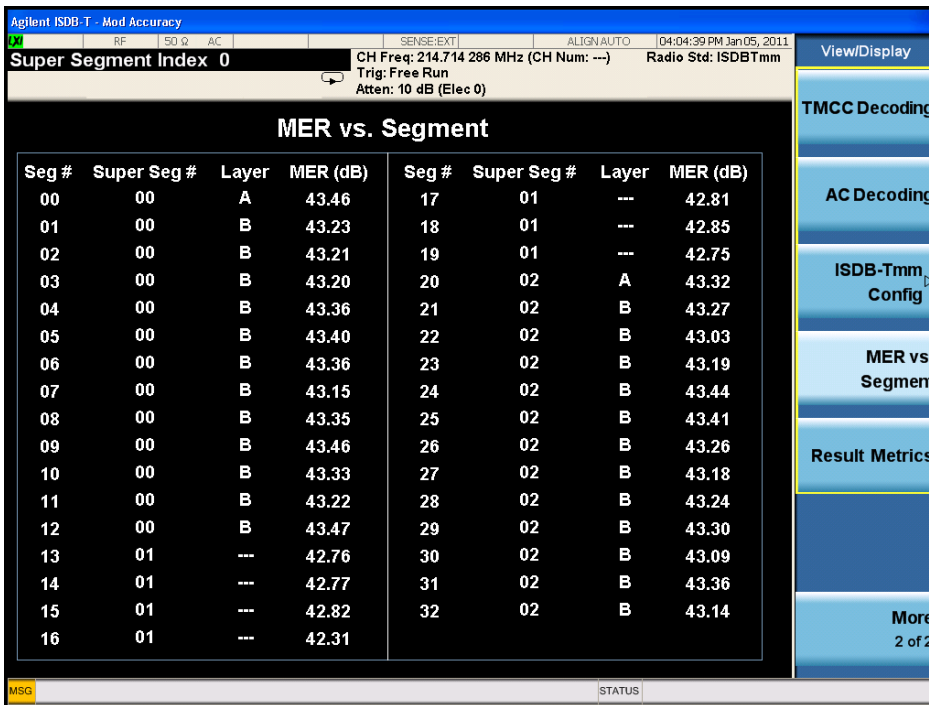 Agilent ISDB-T - Mod Accuracy
LXI RF 50 Ω AC SENSE:EXT ALIGN AUTO 04:04:39 PM Jan 05, 2011
Super Segment Index 0
CH Freq: 214.714 286 MHz (CH Num: ---) Radio Std: ISDBTmm
Trig: Free Run
Atten: 10 dB (Elec 0)
MER vs. Segment
Seg # Super Seg # Layer MER (dB) Seg # Super Seg # Layer MER (dB)
00 00 A 43.46 17 01 --- 42.81
01 00 B 43.23 18 01 --- 42.85
02 00 B 43.21 19 01 --- 42.75
03 00 B 43.20 20 02 A 43.32
04 00 B 43.36 21 02 B 43.27
05 00 B 43.40 22 02 B 43.03
06 00 B 43.36 23 02 B 43.19
07 00 B 43.15 24 02 B 43.44
08 00 B 43.35 25 02 B 43.41
09 00 B 43.46 26 02 B 43.26
10 00 B 43.33 27 02 B 43.18
11 00 B 43.22 28 02 B 43.24
12 00 B 43.47 29 02 B 43.30
13 01 --- 42.76 30 02 B 43.09
14 01 --- 42.77 31 02 B 43.36
15 01 --- 42.82 32 02 B 43.14
16 01 --- 42.31
View/Display
TMCC Decoding
AC Decoding
ISDB-Tmm
Config
MER vs
Segmen
Result Metrics
More
2 of 2
MSG STATUS